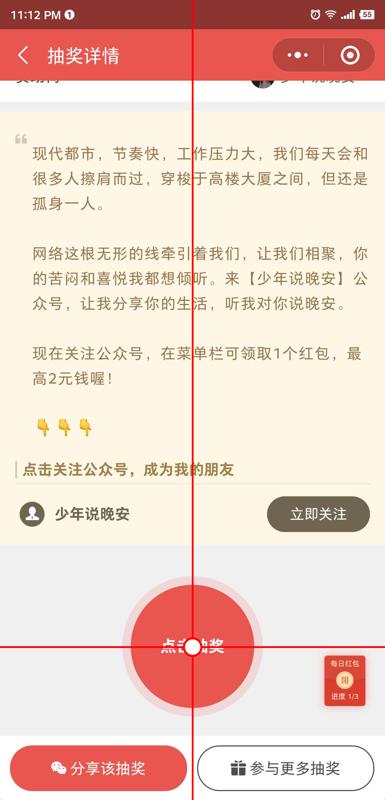 11:12 PM
55
抽奖详情
现代都市，节奏快，工作压力大，我们每天会和
很多人擦肩而过，穿梭于高楼大厦之间，但还是
孤身一人。
网络这根无形的线牵引着我们，让我们相聚，你
的苦闷和喜悦我都想倾听。来【少年说晚安】公
众号，让我分享你的生活，听我对你说晚安。
现在关注公众号，在菜单栏可领取1个红包，最
高2元钱喔！
👇👇👇
点击关注公众号，成为我的朋友
少年说晚安
立即关注
点击抽奖
每日红包
開
进度 1/3
分享该抽奖
参与更多抽奖